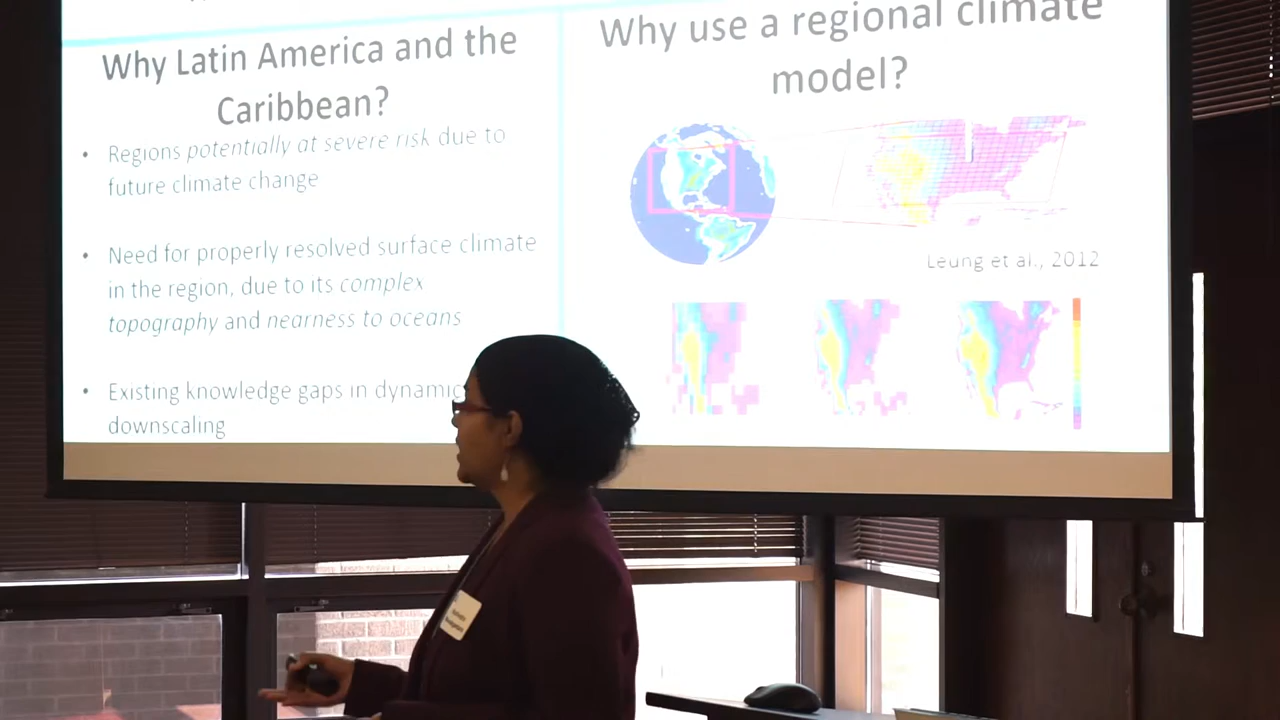 Why Latin America and the
Caribbean?
• Regions potentially at severe risk due to
future climate change
• Need for properly resolved surface climate
in the region, due to its complex
topography and nearness to oceans
• Existing knowledge gaps in dynamic
downscaling
Why use a regional climate
model?
Leung et al., 2012